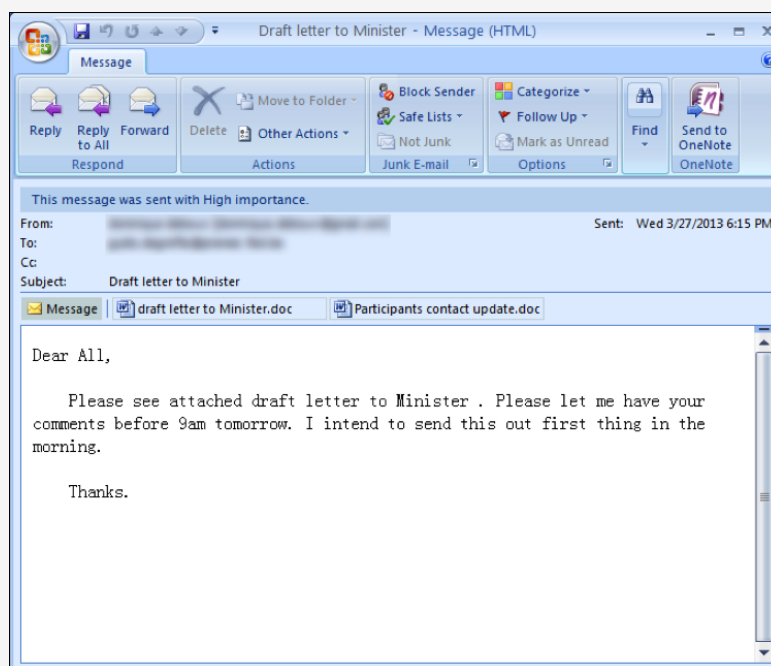 Draft letter to Minister - Message (HTML)
Message
Reply
Reply to All
Forward
Respond
Delete
Move to Folder
Other Actions
Actions
Block Sender
Safe Lists
Not Junk
Junk E-mail
Categorize
Follow Up
Mark as Unread
Options
Find
Send to OneNote
OneNote
This message was sent with High importance.
From:
Sent: Wed 3/27/2013 6:15 PM
To:
Cc:
Subject: Draft letter to Minister
Message
draft letter to Minister.doc
Participants contact update.doc
Dear All,
Please see attached draft letter to Minister . Please let me have your
comments before 9am tomorrow. I intend to send this out first thing in the
morning.
Thanks.